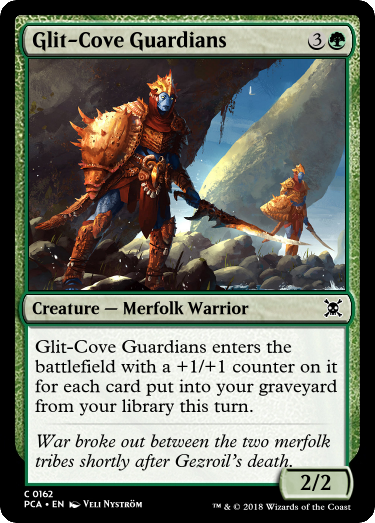 Glit-Cove Guardians 3
Creature — Merfolk Warrior
Glit-Cove Guardians enters the
battlefield with a +1/+1 counter on it
for each card put into your graveyard
from your library this turn.
War broke out between the two merfolk
tribes shortly after Gezroil's death.
2/2
C 0162
PCA • EN Veli Nyström
™ & © 2018 Wizards of the Coast